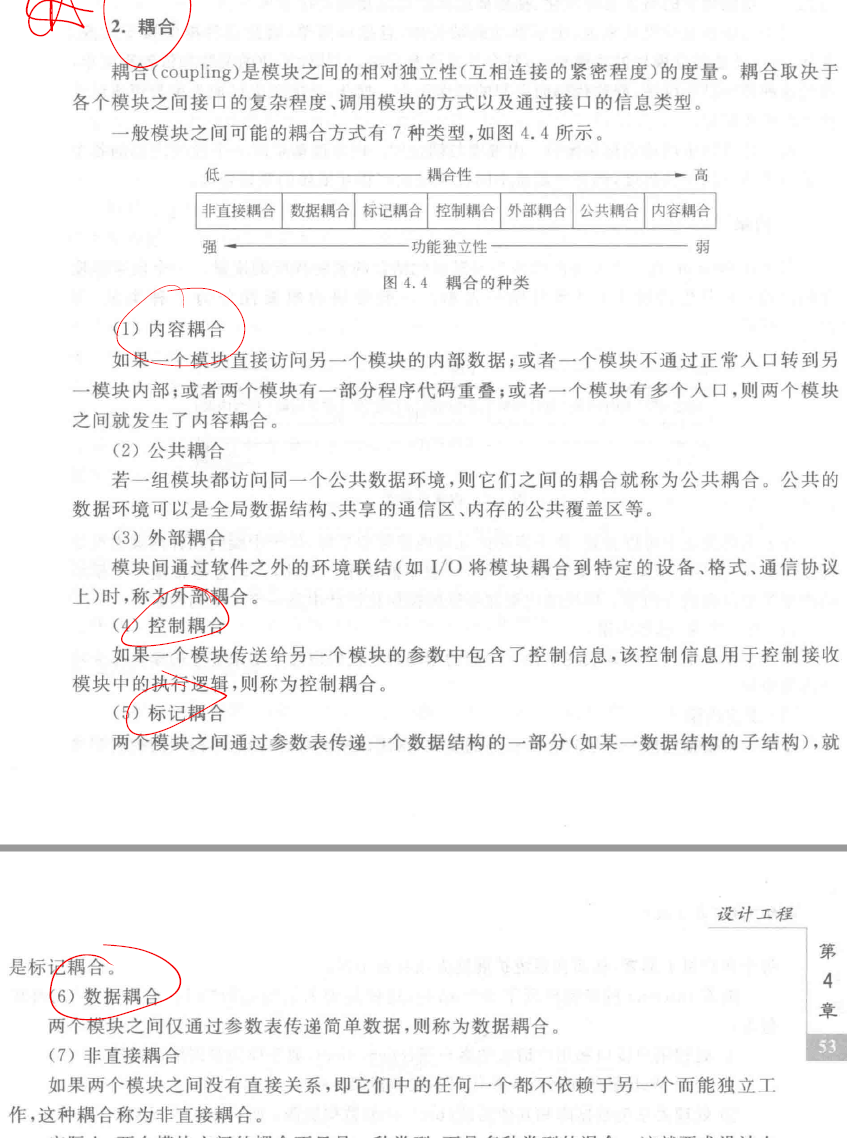 2. 耦合
耦合(coupling)是模块之间的相对独立性(互相连接的紧密程度)的度量。耦合取决于
各个模块之间接口的复杂程度、调用模块的方式以及通过接口的信息类型。
一般模块之间可能的耦合方式有 7 种类型,如图 4.4 所示。
低 耦合性 高
非直接耦合 数据耦合 标记耦合 控制耦合 外部耦合 公共耦合 内容耦合
强 功能独立性 弱
图 4.4 耦合的种类
(1) 内容耦合
如果一个模块直接访问另一个模块的内部数据;或者一个模块不通过正常入口转到另
一模块内部;或者两个模块有一部分程序代码重叠;或者一个模块有多个入口,则两个模块
之间就发生了内容耦合。
(2) 公共耦合
若一组模块都访问同一个公共数据环境,则它们之间的耦合就称为公共耦合。公共的
数据环境可以是全局数据结构、共享的通信区、内存的公共覆盖区等。
(3) 外部耦合
模块间通过软件之外的环境联结(如 I/O 将模块耦合到特定的设备、格式、通信协议
上)时,称为外部耦合。
(4) 控制耦合
如果一个模块传送给另一个模块的参数中包含了控制信息,该控制信息用于控制接收
模块中的执行逻辑,则称为控制耦合。
(5) 标记耦合
两个模块之间通过参数表传递一个数据结构的一部分(如某一数据结构的子结构),就
设计工程
第
4
章
53
是标记耦合。
(6) 数据耦合
两个模块之间仅通过参数表传递简单数据,则称为数据耦合。
(7) 非直接耦合
如果两个模块之间没有直接关系,即它们中的任何一个都不依赖于另一个而能独立工
作,这种耦合称为非直接耦合。